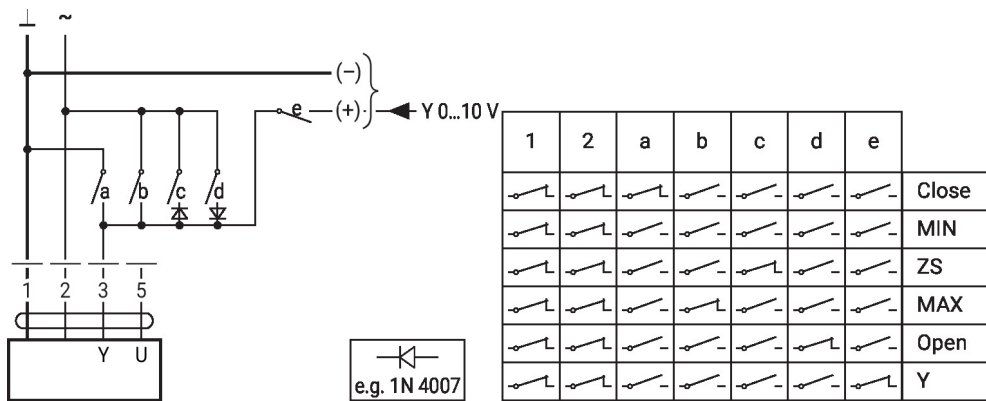 ⊥ ~
(–)
e (+) Y 0...10 V
a b c d
1 2 3 5
Y U
e.g. 1N 4007
1 2 a b c d e
Close
MIN
ZS
MAX
Open
Y